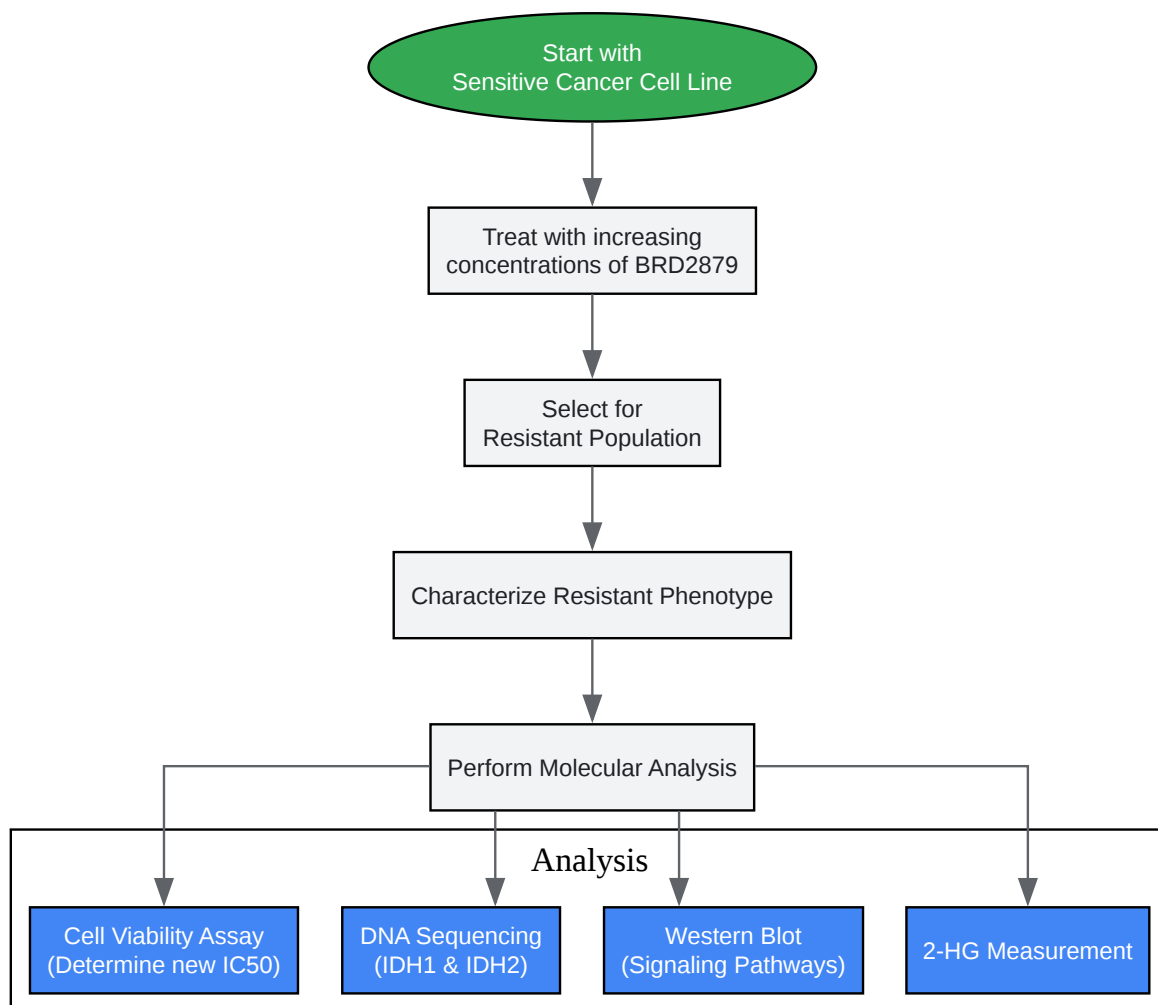 Start with
Sensitive Cancer Cell Line
Treat with increasing
concentrations of BRD2879
Select for
Resistant Population
Characterize Resistant Phenotype
Perform Molecular Analysis
Analysis
Cell Viability Assay
(Determine new IC50)
DNA Sequencing
(IDH1 & IDH2)
Western Blot
(Signaling Pathways)
2-HG Measurement